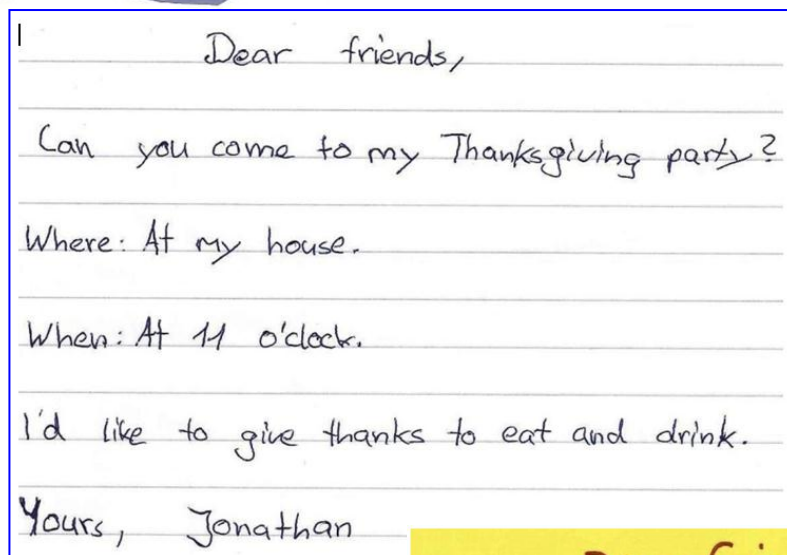 Dear friends,
Can you come to my Thanksgiving party?
Where: At my house.
When: At 11 o'clock.
I'd like to give thanks to eat and drink.
Yours, Jonathan